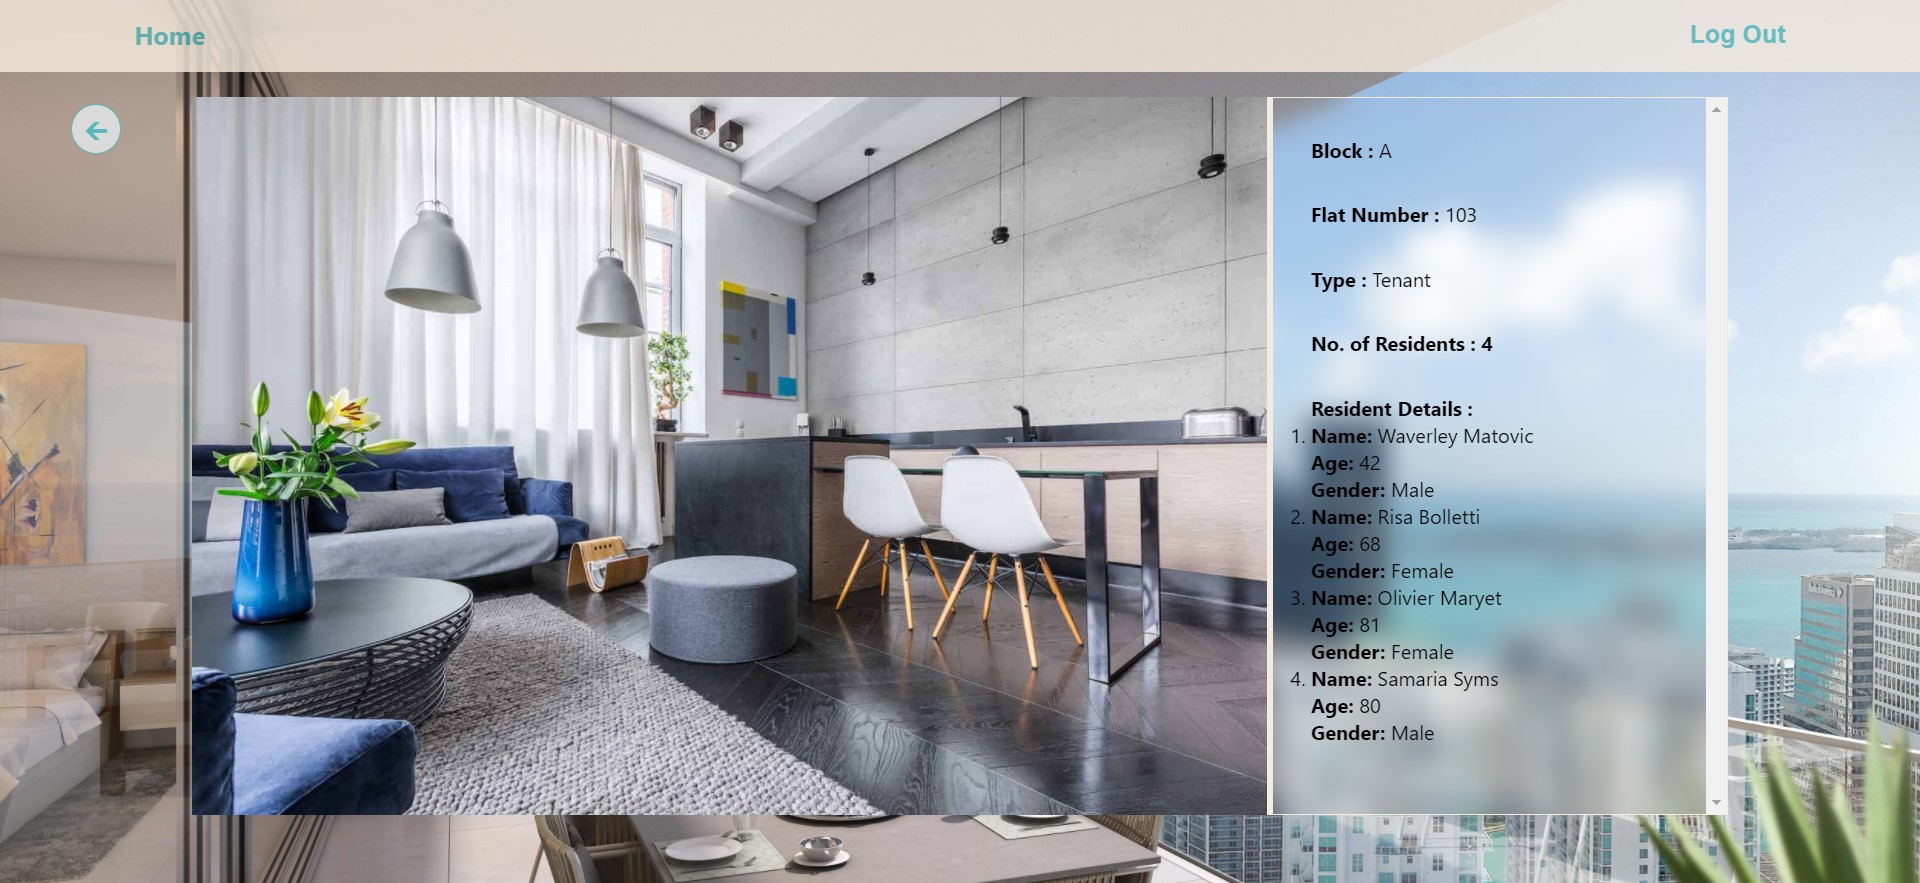 Home
Log Out
Block : A
Flat Number : 103
Type : Tenant
No. of Residents : 4
Resident Details :
1. Name: Waverley Matovic
Age: 42
Gender: Male
2. Name: Risa Bolletti
Age: 68
Gender: Female
3. Name: Olivier Maryet
Age: 81
Gender: Female
4. Name: Samaria Syms
Age: 80
Gender: Male